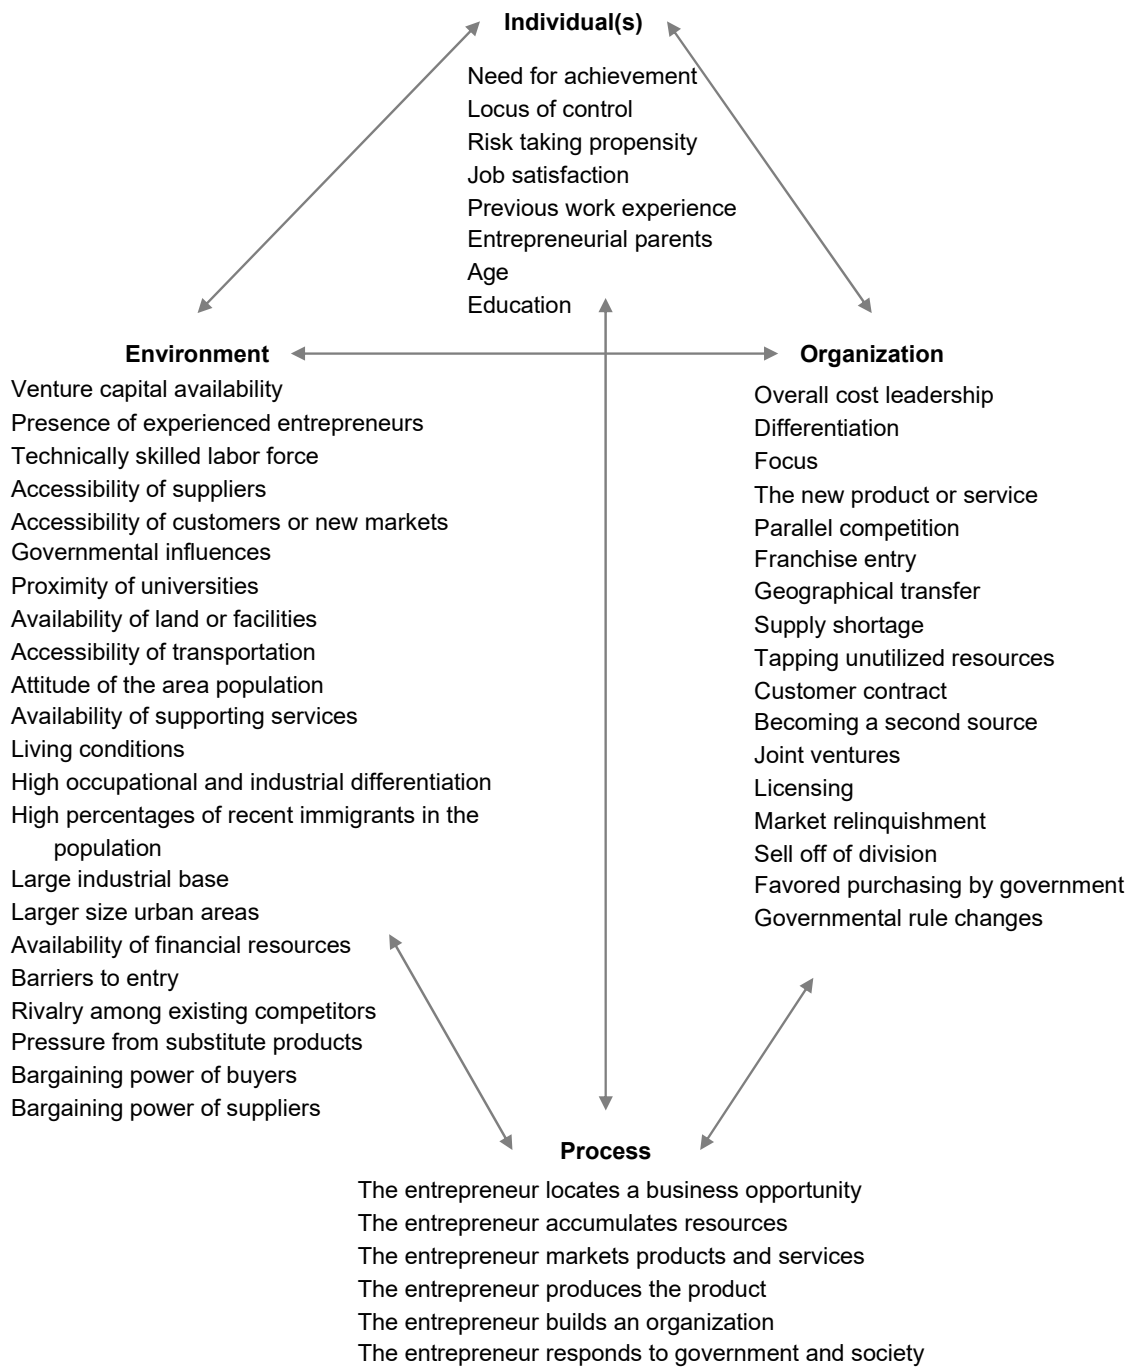 Individual(s)
Need for achievement
Locus of control
Risk taking propensity
Job satisfaction
Previous work experience
Entrepreneurial parents
Age
Education
Environment
Venture capital availability
Presence of experienced entrepreneurs
Technically skilled labor force
Accessibility of suppliers
Accessibility of customers or new markets
Governmental influences
Proximity of universities
Availability of land or facilities
Accessibility of transportation
Attitude of the area population
Availability of supporting services
Living conditions
High occupational and industrial differentiation
High percentages of recent immigrants in the
population
Large industrial base
Larger size urban areas
Availability of financial resources
Barriers to entry
Rivalry among existing competitors
Pressure from substitute products
Bargaining power of buyers
Bargaining power of suppliers
Organization
Overall cost leadership
Differentiation
Focus
The new product or service
Parallel competition
Franchise entry
Geographical transfer
Supply shortage
Tapping unutilized resources
Customer contract
Becoming a second source
Joint ventures
Licensing
Market relinquishment
Sell off of division
Favored purchasing by government
Governmental rule changes
Process
The entrepreneur locates a business opportunity
The entrepreneur accumulates resources
The entrepreneur markets products and services
The entrepreneur produces the product
The entrepreneur builds an organization
The entrepreneur responds to government and society